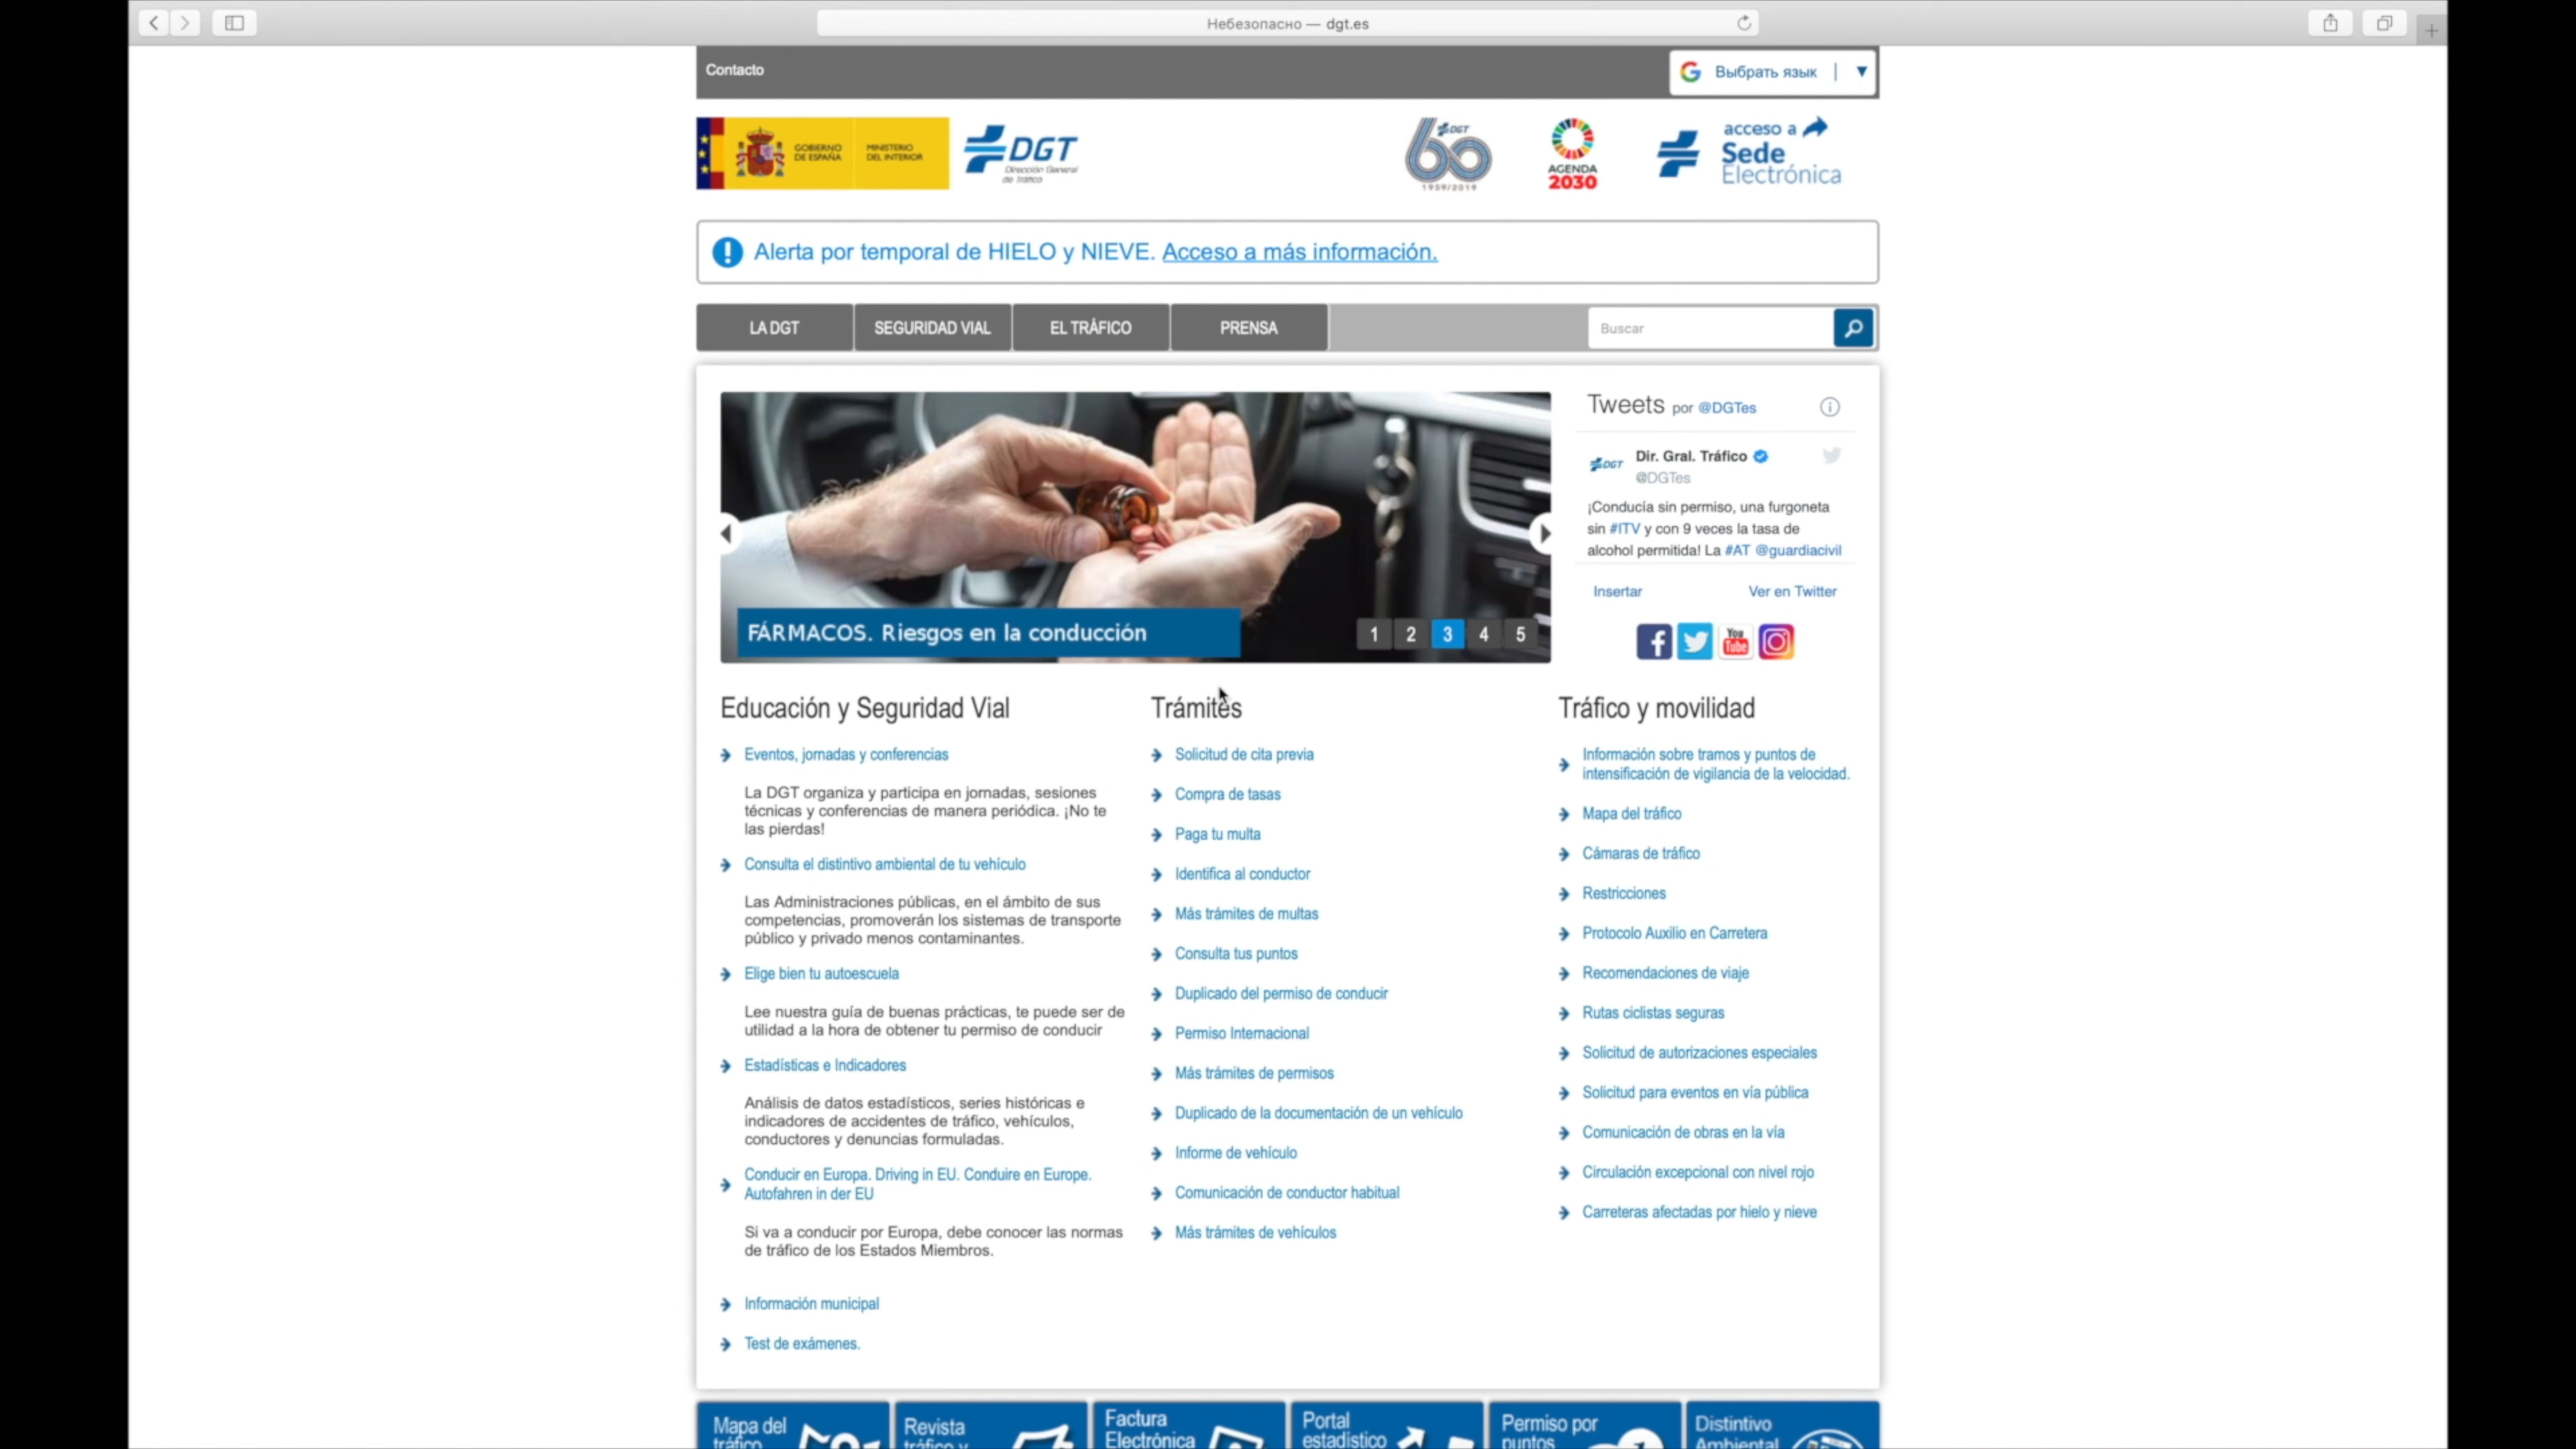 Небезопасно — dgt.es
Contacto
Выбрать язык
GOBIERNO
DE ESPAÑA
MINISTERIO
DEL INTERIOR
DGT
Dirección General
de Tráfico
60
DGT
1959/2019
AGENDA
2030
acceso a
Sede
Electrónica
Alerta por temporal de HIELO y NIEVE. Acceso a más información.
LA DGT
SEGURIDAD VIAL
EL TRÁFICO
PRENSA
Buscar
FÁRMACOS. Riesgos en la conducción
1 2 3 4 5
Tweets por @DGTes
DGT
Dir. Gral. Tráfico
@DGTes
¡Conducía sin permiso, una furgoneta
sin #ITV y con 9 veces la tasa de
alcohol permitida! La #AT @guardiacivil
Insertar
Ver en Twitter
You
Tube
Educación y Seguridad Vial
Eventos, jornadas y conferencias
La DGT organiza y participa en jornadas, sesiones
técnicas y conferencias de manera periódica. ¡No te
las pierdas!
Consulta el distintivo ambiental de tu vehículo
Las Administraciones públicas, en el ámbito de sus
competencias, promoverán los sistemas de transporte
público y privado menos contaminantes.
Elige bien tu autoescuela
Lee nuestra guía de buenas prácticas, te puede ser de
utilidad a la hora de obtener tu permiso de conducir
Estadísticas e Indicadores
Análisis de datos estadísticos, series históricas e
indicadores de accidentes de tráfico, vehículos,
conductores y denuncias formuladas.
Conducir en Europa. Driving in EU. Conduire en Europe.
Autofahren in der EU
Si va a conducir por Europa, debe conocer las normas
de tráfico de los Estados Miembros.
Información municipal
Test de exámenes.
Trámites
Solicitud de cita previa
Compra de tasas
Paga tu multa
Identifica al conductor
Más trámites de multas
Consulta tus puntos
Duplicado del permiso de conducir
Permiso Internacional
Más trámites de permisos
Duplicado de la documentación de un vehículo
Informe de vehículo
Comunicación de conductor habitual
Más trámites de vehículos
Tráfico y movilidad
Información sobre tramos y puntos de
intensificación de vigilancia de la velocidad.
Mapa del tráfico
Cámaras de tráfico
Restricciones
Protocolo Auxilio en Carretera
Recomendaciones de viaje
Rutas ciclistas seguras
Solicitud de autorizaciones especiales
Solicitud para eventos en vía pública
Comunicación de obras en la vía
Circulación excepcional con nivel rojo
Carreteras afectadas por hielo y nieve
Mapa del
tráfico
Revista
tráfico y
Factura
Electrónica
Portal
estadístico
Permiso por
puntos
Distintivo
Ambiental